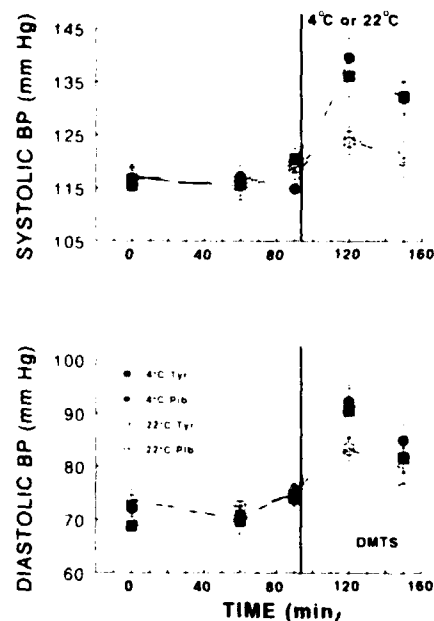 4°C or 22°C
SYSTOLIC BP (mm Hg)
145
135
125
115
105
0
40
80
120
160
DIASTOLIC BP (mm Hg)
100
90
80
70
60
4°C Tyr
4°C Plb
22°C Tyr
22°C Plb
DMTS
0
40
80
120
160
TIME (min,